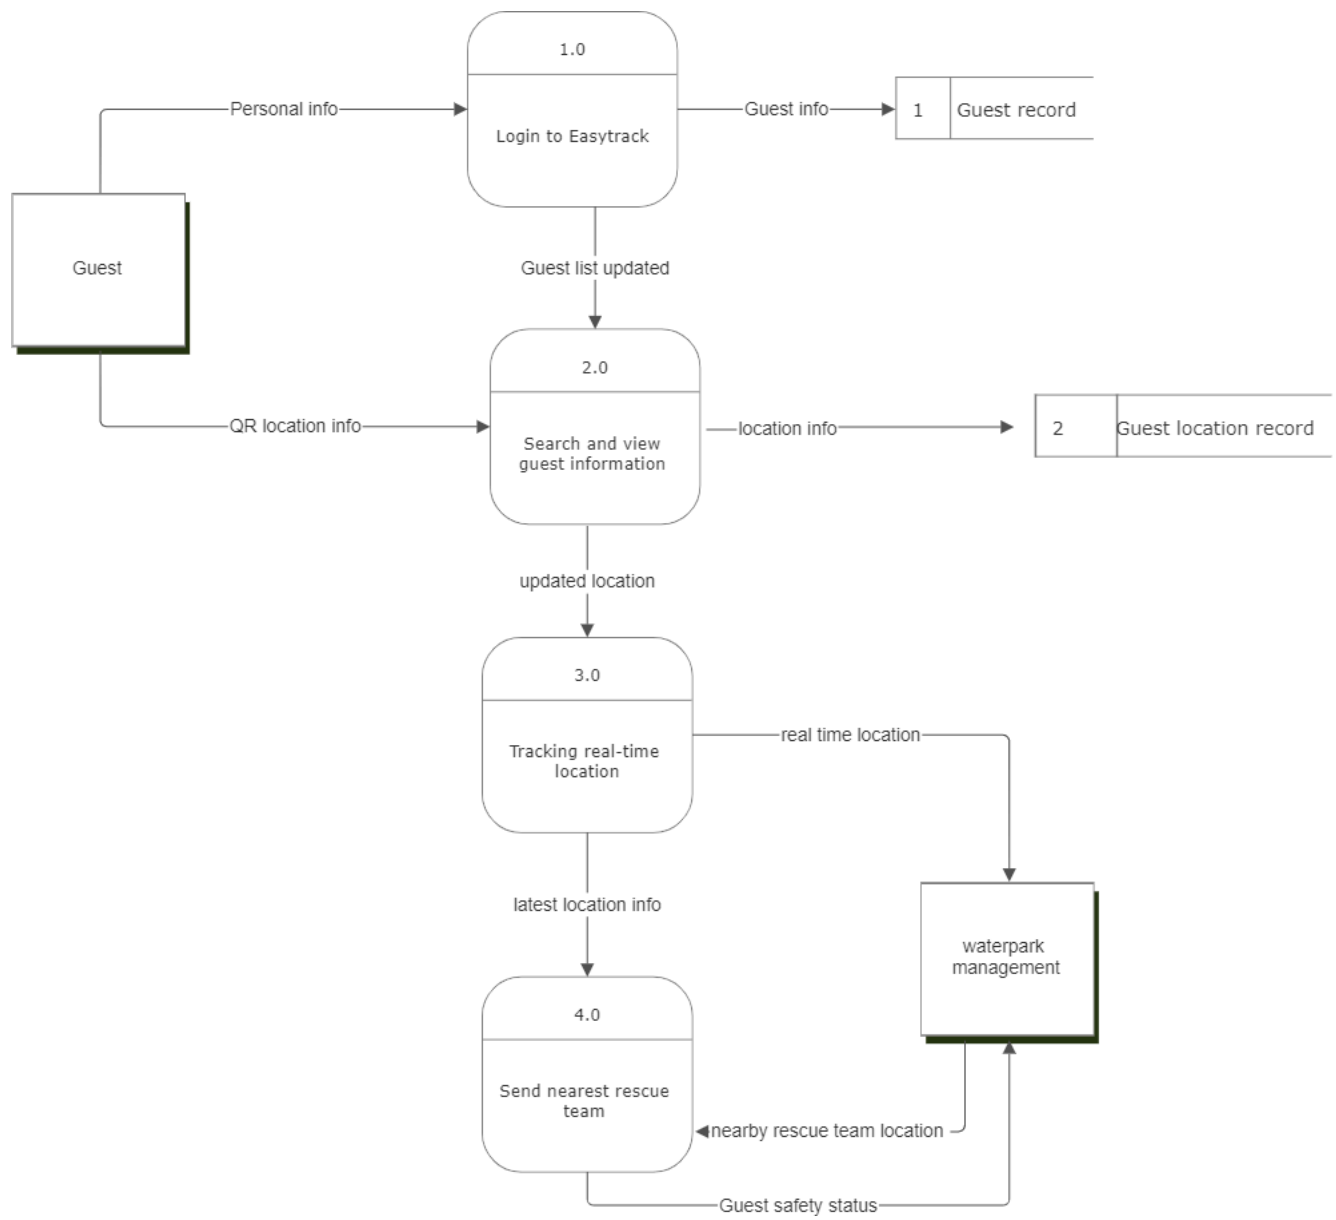 1.0
Personal info
Guest info
1
Guest record
Login to Easytrack
Guest
Guest list updated
2.0
QR location info
location info
2
Guest location record
Search and view
guest information
updated location
3.0
real time location
Tracking real-time
location
latest location info
waterpark
management
4.0
Send nearest rescue
team
nearby rescue team location
Guest safety status